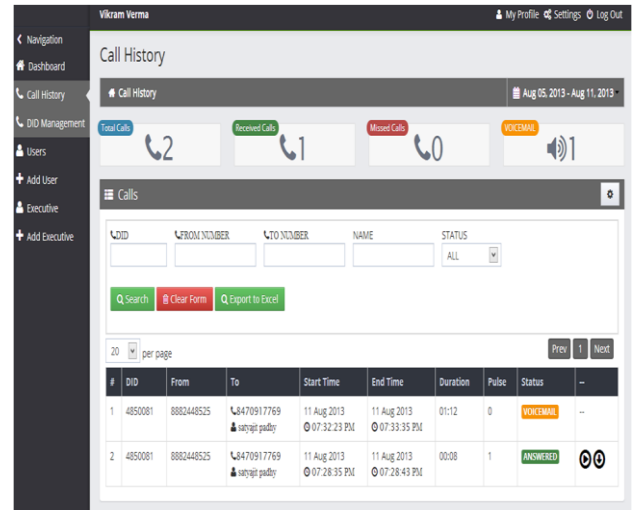 Vikram Verma My Profile Settings Log Out
Navigation
Dashboard
Call History
DID Management
Users
Add User
Executive
Add Executive
Call History
Call History Aug 05, 2013 - Aug 11, 2013
Total Calls Received Calls Missed Calls VOICEMAIL
2 1 0 1
Calls
DID FROM NUMBER TO NUMBER NAME STATUS
ALL
Search Clear Form Export to Excel
20 per page Prev 1 Next
# DID From To Start Time End Time Duration Pulse Status --
1 4850081 8882448525 8470917769 11 Aug 2013 11 Aug 2013 01:12 0 VOICEMAIL --
satyajit padhy 07:32:23 PM 07:33:35 PM
2 4850081 8882448525 8470917769 11 Aug 2013 11 Aug 2013 00:08 1 ANSWERED
satyajit padhy 07:28:35 PM 07:28:43 PM